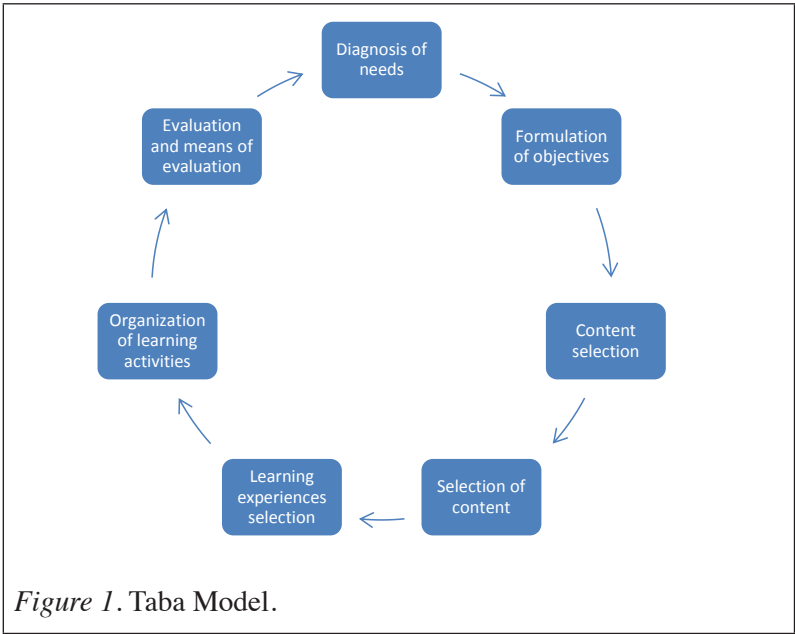 Diagnosis of
needs
Formulation
of objectives
Content
selection
Selection of
content
Learning
experiences
selection
Organization
of learning
activities
Evaluation
and means of
evaluation
Figure 1. Taba Model.